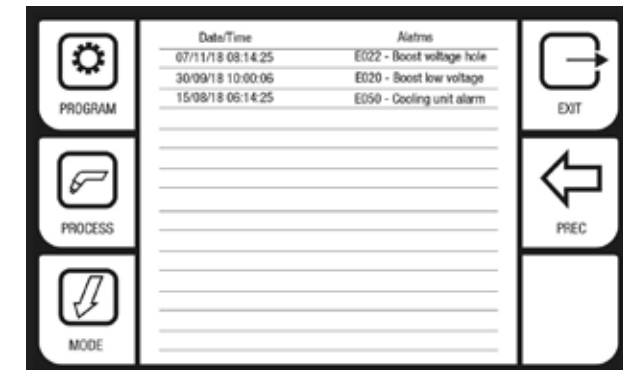 Date/Time Alatrms
07/11/18 08:14:25 E022 - Boost voltage hole
30/09/18 10:00:06 E020 - Boost low voltage
15/08/18 06:14:25 E050 - Cooling unit alarm
PROGRAM
PROCESS
MODE
EXIT
PREC